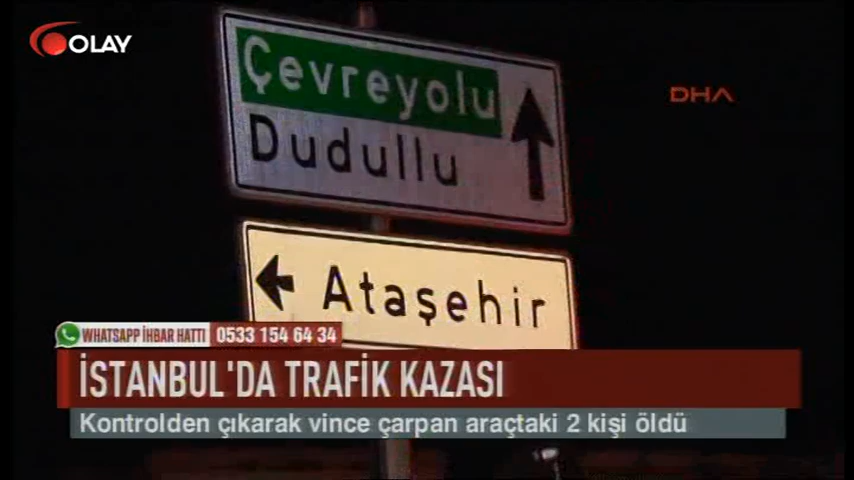 OLAY
Çevreyolu
DHA
Dudullu
Ataşehir
WHATSAPP İHBAR HATTI 0533 154 64 34
İSTANBUL'DA TRAFİK KAZASI
Kontrolden çıkarak vince çarpan araçtaki 2 kişi öldü